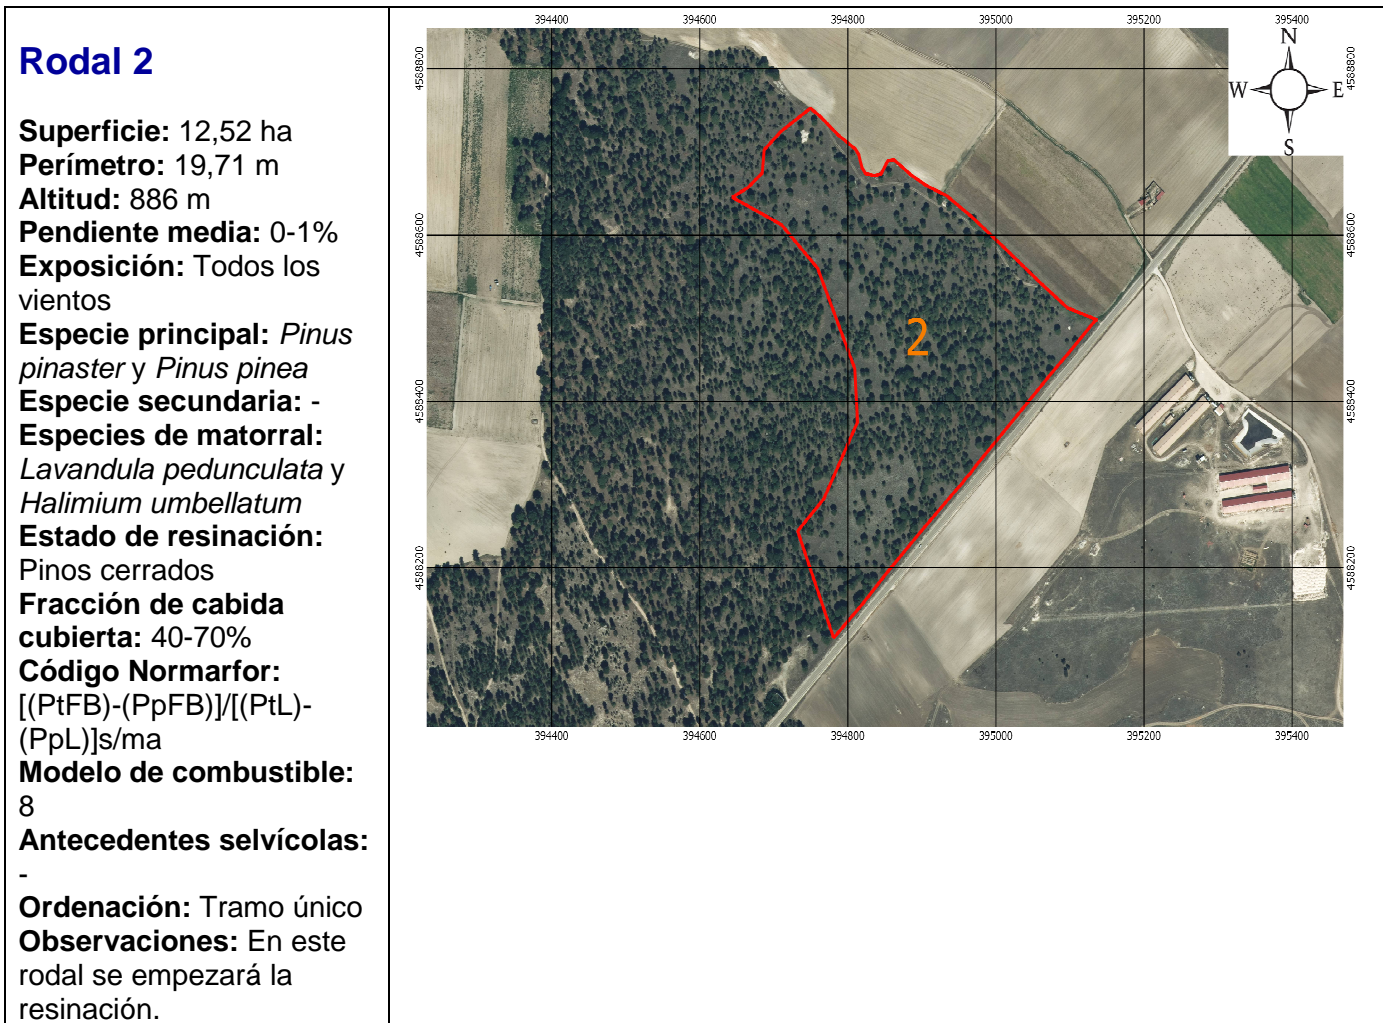 Rodal 2
Superficie: 12,52 ha
Perímetro: 19,71 m
Altitud: 886 m
Pendiente media: 0-1%
Exposición: Todos los
vientos
Especie principal: Pinus
pinaster y Pinus pinea
Especie secundaria: -
Especies de matorral:
Lavandula pedunculata y
Halimium umbellatum
Estado de resinación:
Pinos cerrados
Fracción de cabida
cubierta: 40-70%
Código Normarfor:
[(PtFB)-(PpFB)]/[(PtL)-
(PpL)]s/ma
Modelo de combustible:
8
Antecedentes selvícolas:
-
Ordenación: Tramo único
Observaciones: En este
rodal se empezará la
resinación.
394400 394600 394800 395000 395200 395400
N
W E
S
4588800 4588800
4588600 4588600
2
4588400 4588400
4588200 4588200
394400 394600 394800 395000 395200 395400